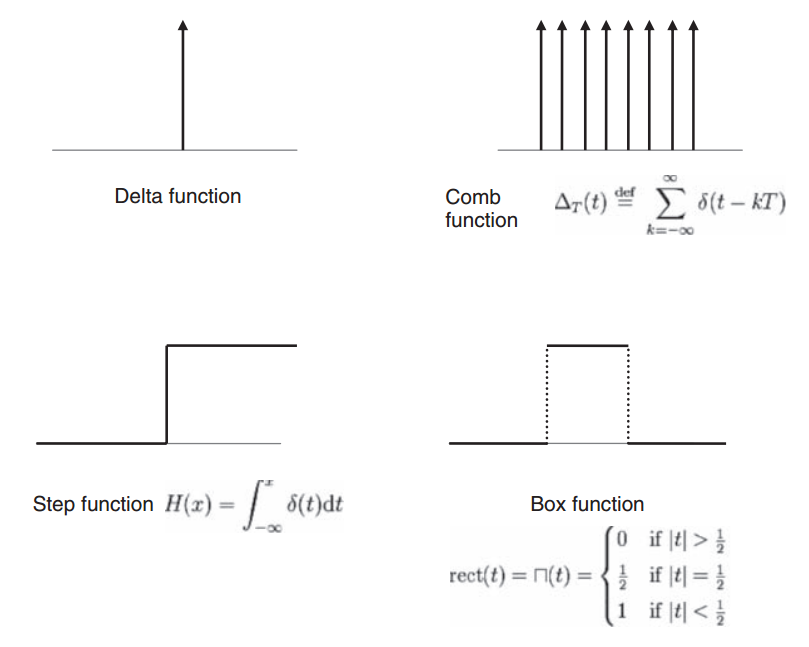 Delta function
Comb function
Δ_T(t) ≝ ∑_{k=−∞}^{∞} δ(t − kT)
Step function H(x) = ∫_{−∞}^{x} δ(t)dt
Box function
rect(t) = ⊓(t) = { 0 if |t| > 1/2
1/2 if |t| = 1/2
1 if |t| < 1/2